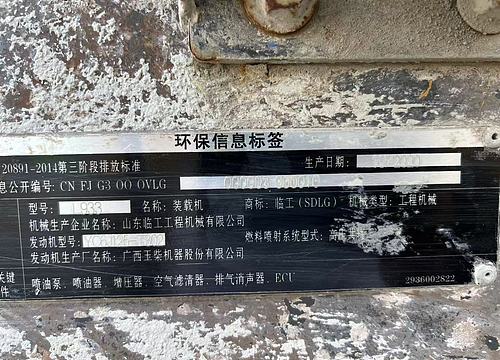 环保信息标签
20891-2014第三阶段排放标准 生产日期:
息公开编号: CN FJ G3 00 0VLG
型号: L933 名称: 装载机 商标: 临工 (SDLG) 机械类型: 工程机械
机械生产企业名称: 山东临工工程机械有限公司
发动机型号: 燃料喷射系统型式:
发动机生产厂名称: 广西玉柴机器股份有限公司
关键
件 喷油泵、喷油器、增压器、空气滤清器、排气消声器、ECU 2936002822